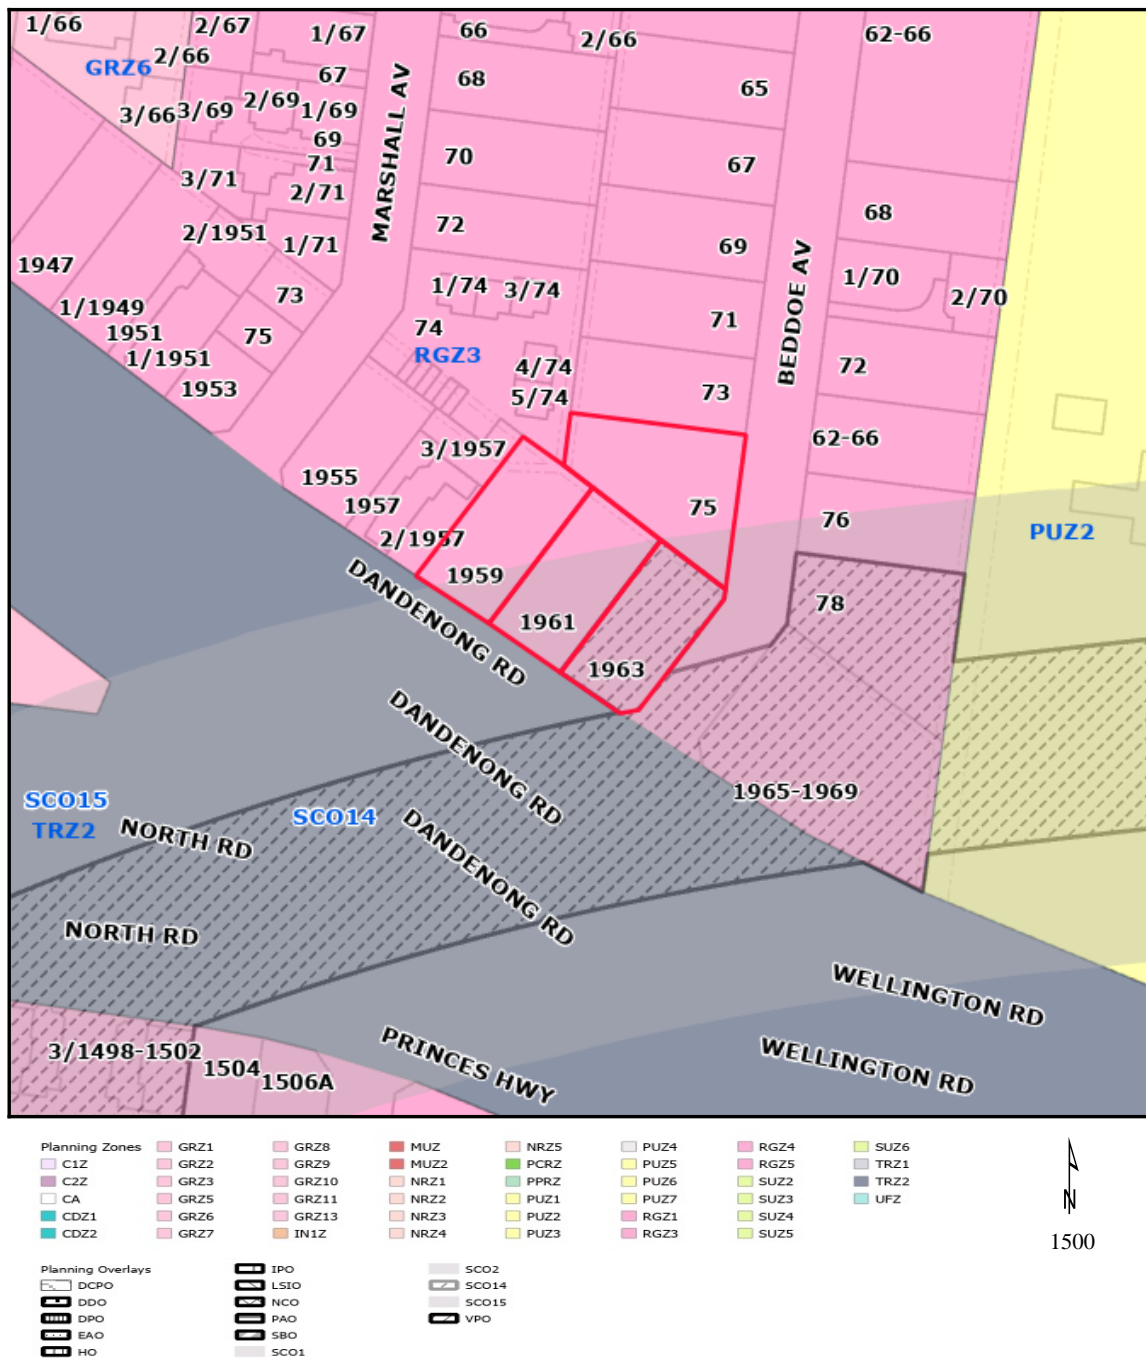 1/66
2/67
1/67
66
2/66
62-66
GRZ6
2/66
67
68
65
3/66
3/69
2/69
1/69
69
MARSHALL AV
70
67
71
3/71
2/71
72
68
2/1951
1/71
69
1947
1/70
2/70
73
1/74
3/74
1/1949
1951
75
74
71
BEDDOE AV
1/1951
RGZ3
4/74
72
1953
5/74
73
3/1957
62-66
1955
1957
75
76
PUZ2
2/1957
1959
78
DANDENONG RD
1961
1963
DANDENONG RD
1965-1969
SCO15
SCO14
TRZ2
NORTH RD
DANDENONG RD
NORTH RD
WELLINGTON RD
3/1498-1502
1504
1506A
PRINCES HWY
WELLINGTON RD
Planning Zones
C1Z
C2Z
CA
CDZ1
CDZ2
GRZ1
GRZ2
GRZ3
GRZ5
GRZ6
GRZ7
GRZ8
GRZ9
GRZ10
GRZ11
GRZ13
IN1Z
MUZ
MUZ2
NRZ1
NRZ2
NRZ3
NRZ4
NRZ5
PCRZ
PPRZ
PUZ1
PUZ2
PUZ3
PUZ4
PUZ5
PUZ6
PUZ7
RGZ1
RGZ3
RGZ4
RGZ5
SUZ2
SUZ3
SUZ4
SUZ5
SUZ6
TRZ1
TRZ2
UFZ
N
1500
Planning Overlays
DCPO
DDO
DPO
EAO
HO
IPO
LSIO
NCO
PAO
SBO
SCO1
SCO2
SCO14
SCO15
VPO